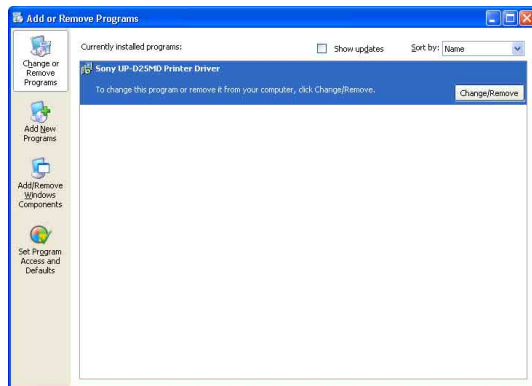 Add or Remove Programs
Change or
Remove
Programs
Currently installed programs:
Show updates
Sort by: Name
Sony UP-D25MD Printer Driver
To change this program or remove it from your computer, click Change/Remove.
Change/Remove
Add New
Programs
Add/Remove
Windows
Components
Set Program
Access and
Defaults